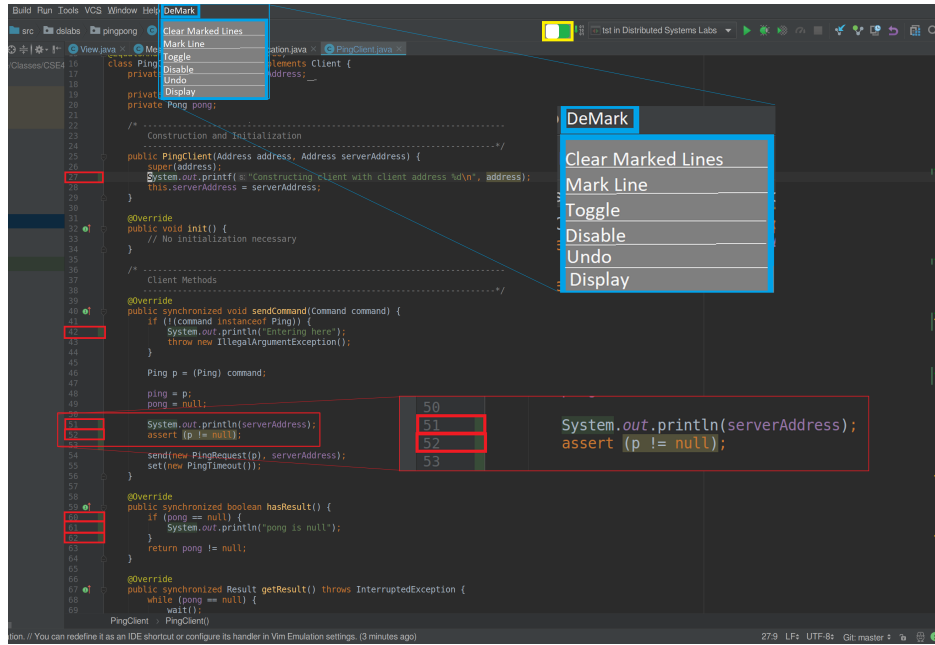 Build Run Tools VCS Window Help DeMark
src dslabs pingpong
tst in Distributed Systems Labs
Clear Marked Lines
Mark Line
Toggle
Disable
Undo
Display
View.java
cation.java
PingClient.java
/Classes/CSE4
DeMark
Clear Marked Lines
Mark Line
Toggle
Disable
Undo
Display
16 class Ping plements Client {
17 privat Address;
18
19 privat
20 private Pong pong;
21
22 /* -----------------------------------------------------------------------
23 Construction and Initialization
24 -----------------------------------------------------------------------*/
25 public PingClient(Address address, Address serverAddress) {
26 super(address);
27 System.out.printf(s:"Constructing client with client address %d\n", address);
28 this.serverAddress = serverAddress;
29 }
30
31 @Override
32 public void init() {
33 // No initialization necessary
34 }
35
36 /* -----------------------------------------------------------------------
37 Client Methods
38 -----------------------------------------------------------------------*/
39 @Override
40 public synchronized void sendCommand(Command command) {
41 if (!(command instanceof Ping)) {
42 System.out.println("Entering here");
43 throw new IllegalArgumentException();
44 }
45
46 Ping p = (Ping) command;
47
48 ping = p;
49 pong = null;
50
51 System.out.println(serverAddress);
52 assert (p != null);
53
54 send(new PingRequest(p), serverAddress);
55 set(new PingTimeout());
56 }
57
58 @Override
59 public synchronized boolean hasResult() {
60 if (pong == null) {
61 System.out.println("pong is null");
62 }
63 return pong != null;
64 }
65
66 @Override
67 public synchronized Result getResult() throws InterruptedException {
68 while (pong == null) {
69 wait();
50
51 System.out.println(serverAddress);
52 assert (p != null);
53
PingClient › PingClient()
ation. // You can redefine it as an IDE shortcut or configure its handler in Vim Emulation settings. (3 minutes ago)
27:9 LF UTF-8 Git: master